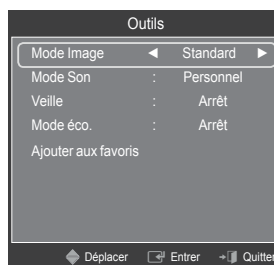 Outils
Mode Image ◄ Standard ►
Mode Son : Personnel
Veille : Arrêt
Mode éco. : Arrêt
Ajouter aux favoris
Déplacer Entrer Quitter